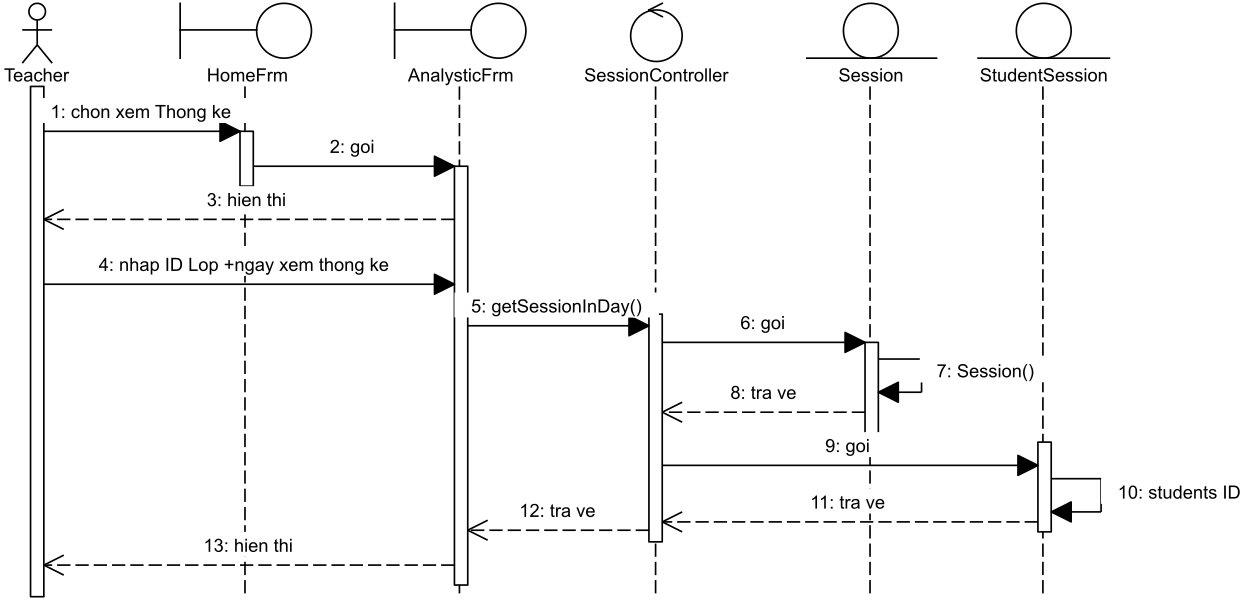 Teacher
HomeFrm
AnalysticFrm
SessionController
Session
StudentSession
1: chon xem Thong ke
2: goi
3: hien thi
4: nhap ID Lop +ngay xem thong ke
5: getSessionInDay()
6: goi
7: Session()
8: tra ve
9: goi
10: students ID
11: tra ve
12: tra ve
13: hien thi